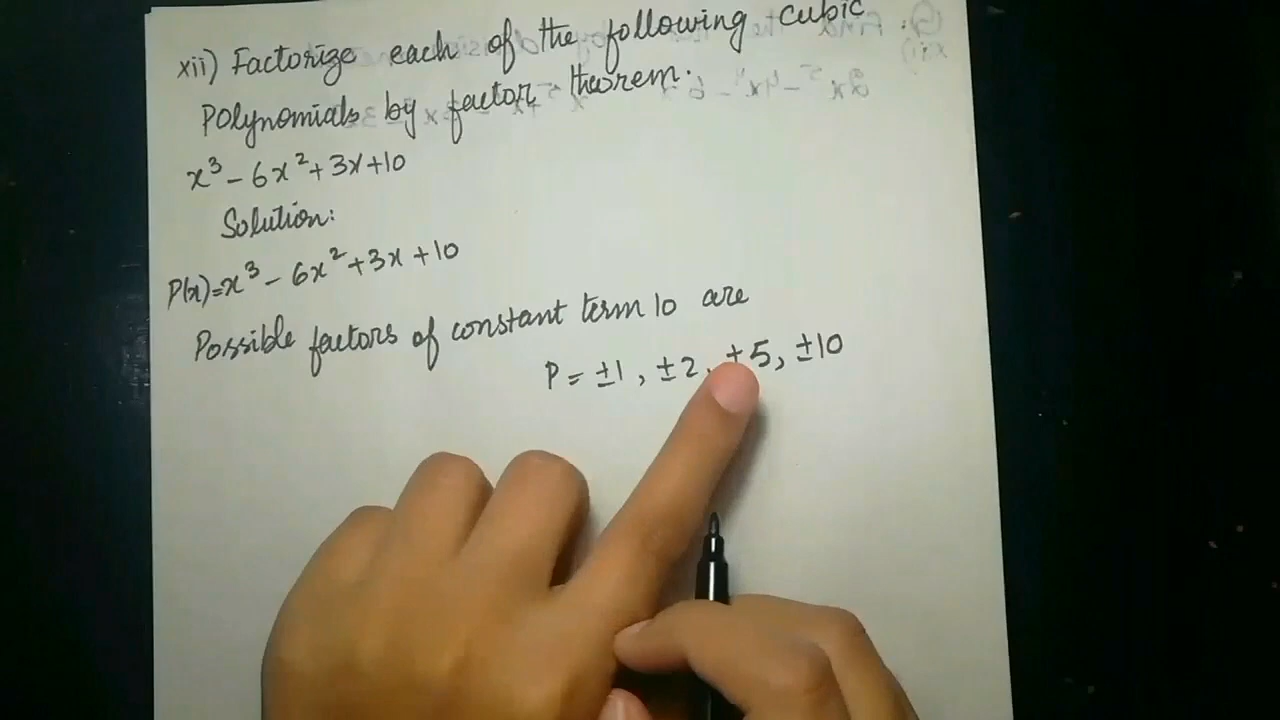 xii) Factorize each of the following cubic
Polynomials by factor theorem.
x³ - 6x² + 3x + 10
Solution:
P(x) = x³ - 6x² + 3x + 10
Possible factors of constant term 10 are
P = ±1, ±2, ±5, ±10